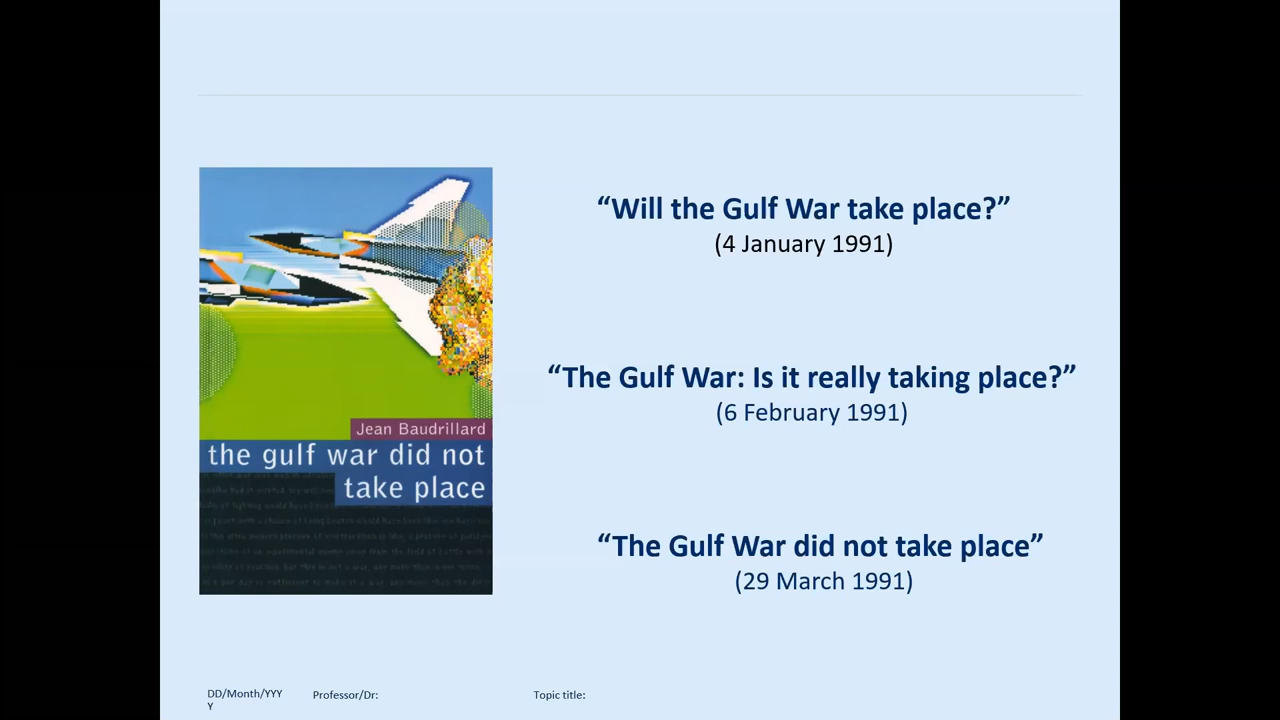 Jean Baudrillard
the gulf war did not
take place
“Will the Gulf War take place?”
(4 January 1991)
“The Gulf War: Is it really taking place?”
(6 February 1991)
“The Gulf War did not take place”
(29 March 1991)
DD/Month/YYY
Y
Professor/Dr:
Topic title: